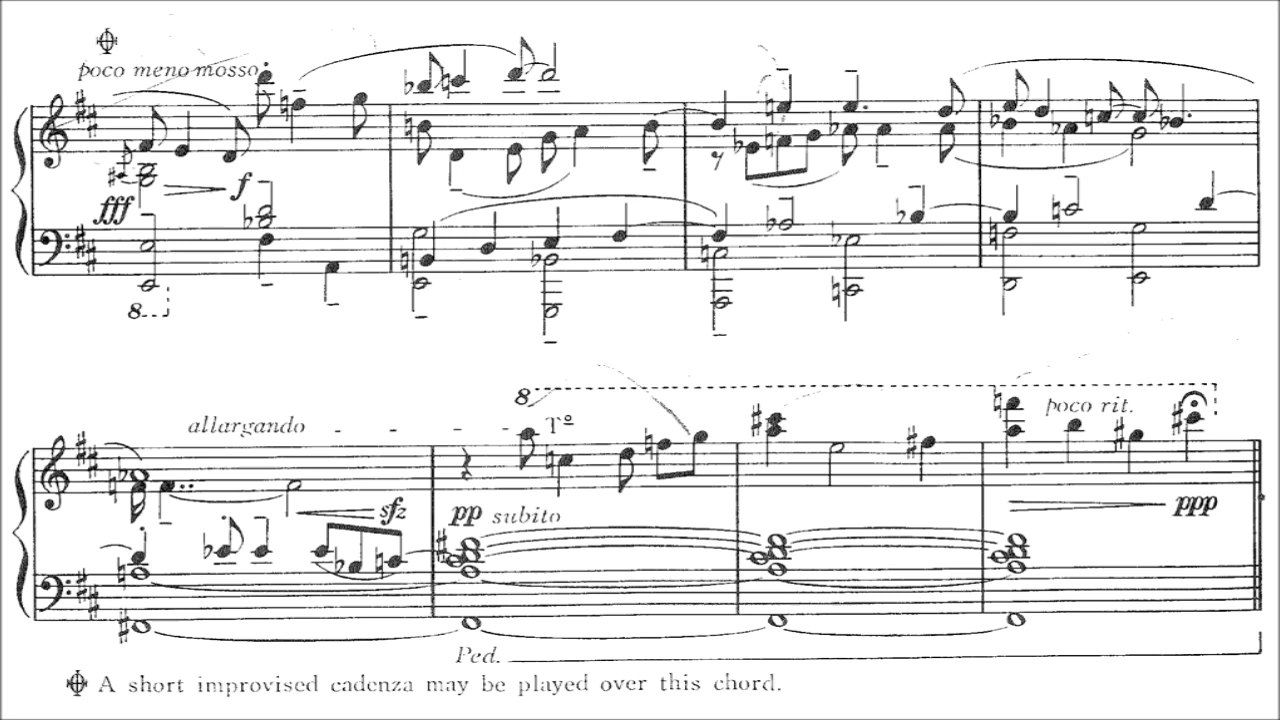 poco meno mosso
fff f
8
allargando
8 Tº
sfz pp subito
poco rit.
ppp
Ped.
A short improvised cadenza may be played over this chord.